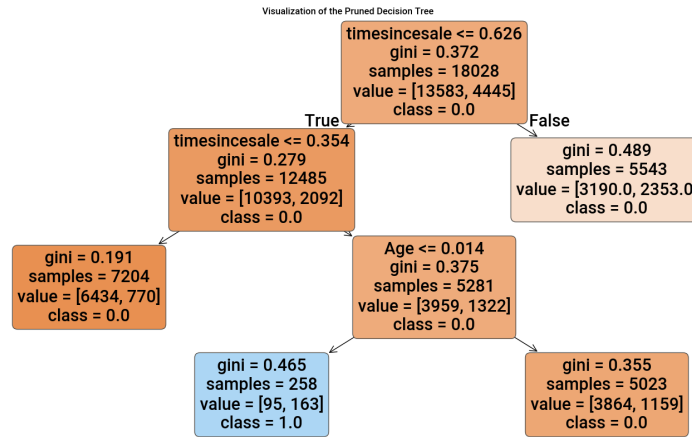 Visualization of the Pruned Decision Tree
timesincesale <= 0.626
gini = 0.372
samples = 18028
value = [13583, 4445]
class = 0.0
True
False
timesincesale <= 0.354
gini = 0.279
samples = 12485
value = [10393, 2092]
class = 0.0
gini = 0.489
samples = 5543
value = [3190.0, 2353.0
class = 0.0
gini = 0.191
samples = 7204
value = [6434, 770]
class = 0.0
Age <= 0.014
gini = 0.375
samples = 5281
value = [3959, 1322]
class = 0.0
gini = 0.465
samples = 258
value = [95, 163]
class = 1.0
gini = 0.355
samples = 5023
value = [3864, 1159]
class = 0.0